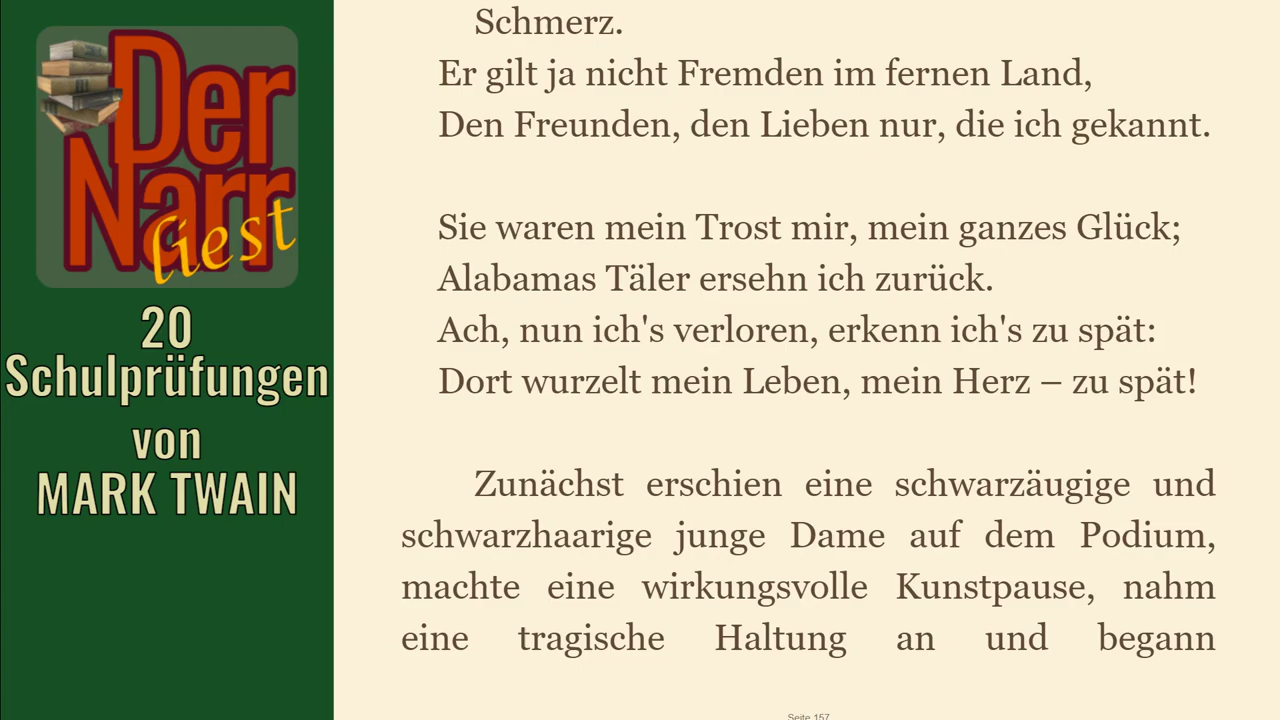 Der
Narr
liest
20
Schulprüfungen
von
MARK TWAIN
Schmerz.
Er gilt ja nicht Fremden im fernen Land,
Den Freunden, den Lieben nur, die ich gekannt.
Sie waren mein Trost mir, mein ganzes Glück;
Alabamas Täler ersehn ich zurück.
Ach, nun ich's verloren, erkenn ich's zu spät:
Dort wurzelt mein Leben, mein Herz – zu spät!
Zunächst erschien eine schwarzäugige und
schwarzhaarige junge Dame auf dem Podium,
machte eine wirkungsvolle Kunstpause, nahm
eine tragische Haltung an und begann
Seite 157